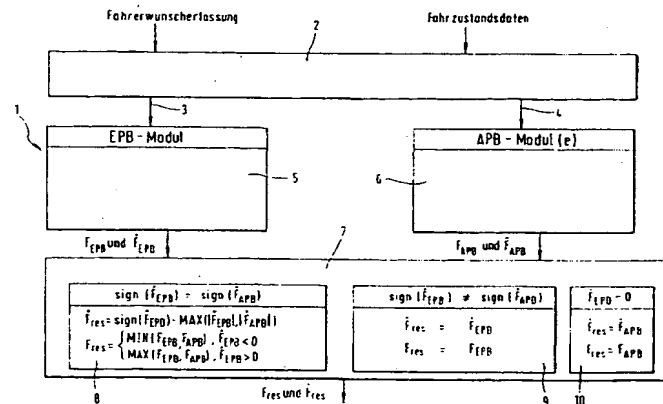 Fahrerwunscherfassung Fahrzustandsdaten
2
3 4
1
EPB - Modul APB - Modul (e)
5 6
F_EPB und Ḟ_EPB F_APB und Ḟ_APB
7
sign (Ḟ_EPB) = sign (Ḟ_APB) sign (Ḟ_EPB) ≠ sign (Ḟ_APB) Ḟ_EPB = 0
Ḟ_res = sign(Ḟ_EPB) · MAX(|Ḟ_EPB|,|Ḟ_APB|) Ḟ_res = Ḟ_EPB Ḟ_res = Ḟ_APB
F_res = { MIN(F_EPB, F_APB) , Ḟ_EPB < 0 F_res = F_EPB F_res = F_APB
MAX (F_EPB, F_APB) , Ḟ_EPB > 0
8 9 10
F_res und Ḟ_res